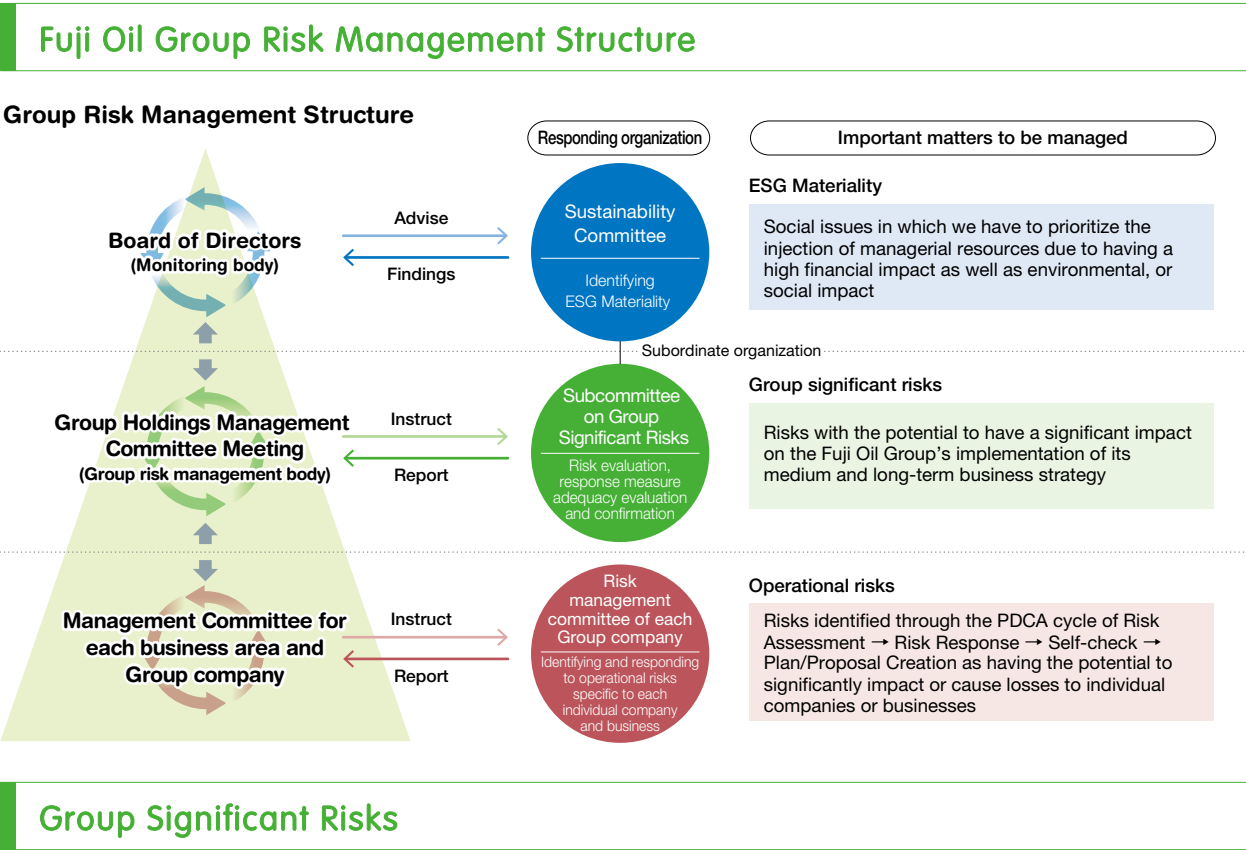 Fuji Oil Group Risk Management Structure
Group Risk Management Structure
Responding organization
Important matters to be managed
Board of Directors
(Monitoring body)
Advise
Findings
Sustainability
Committee
Identifying
ESG Materiality
ESG Materiality
Social issues in which we have to prioritize the
injection of managerial resources due to having a
high financial impact as well as environmental, or
social impact
Subordinate organization
Group Holdings Management
Committee Meeting
(Group risk management body)
Instruct
Report
Subcommittee
on Group
Significant Risks
Risk evaluation,
response measure
adequacy evaluation
and confirmation
Group significant risks
Risks with the potential to have a significant impact
on the Fuji Oil Group's implementation of its
medium and long-term business strategy
Management Committee for
each business area and
Group company
Instruct
Report
Risk
management
committee of each
Group company
Identifying and responding
to operational risks
specific to each
individual company
and business
Operational risks
Risks identified through the PDCA cycle of Risk
Assessment → Risk Response → Self-check →
Plan/Proposal Creation as having the potential to
significantly impact or cause losses to individual
companies or businesses
Group Significant Risks